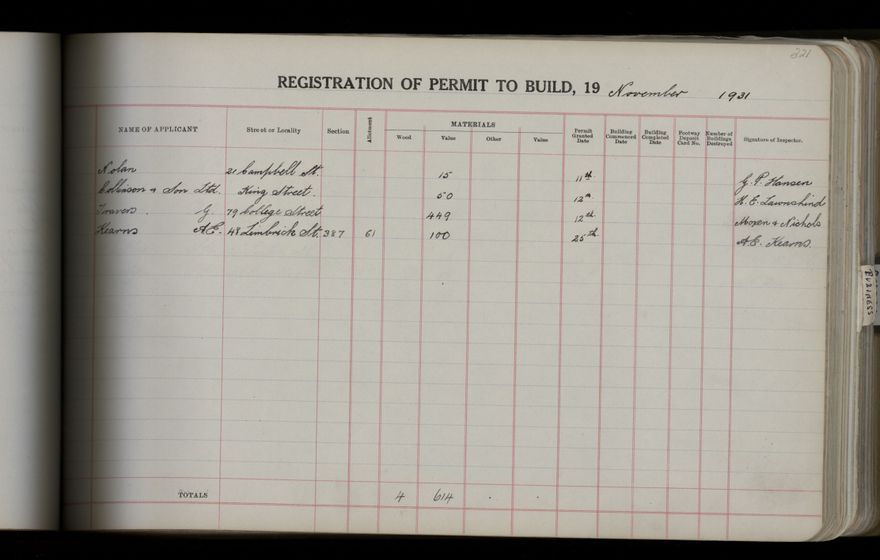 321
REGISTRATION OF PERMIT TO BUILD, 19 November 1931
NAME OF APPLICANT Street or Locality Section Allotment MATERIALS Wood Value Other Value Permit Granted Date Building Commenced Date Building Completed Date Footway Deposit Card No. Number of Buildings Destroyed Signature of Inspector.
Nolan 21 Campbell St. 15 11th G. P. Hansen
Collinson & Son Ltd. King Street. 50 12th H. E. Townshind
Travers. G. 79 College Street 449 12th Moxen & Nichols
Kearns A.E. 48 Limbrick St. 387 61 100 25th A.E. Kearns.
TOTALS 4 614 . .
BUSINESS